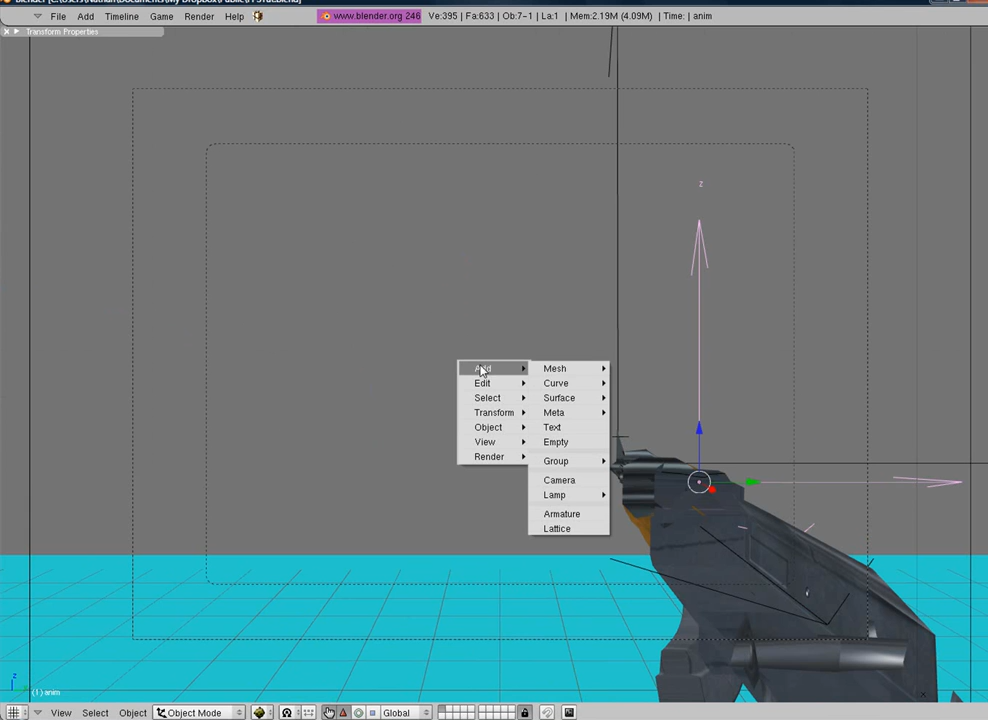 File Add Timeline Game Render Help www.blender.org 246 Ve:395 | Fa:633 | Ob:7-1 | La:1 | Mem:2.19M (4.09M) | Time: | anim
Transform Properties
z
Add
Edit
Select
Transform
Object
View
Render
Mesh
Curve
Surface
Meta
Text
Empty
Group
Camera
Lamp
Armature
Lattice
z
(1) anim
View Select Object Object Mode Global